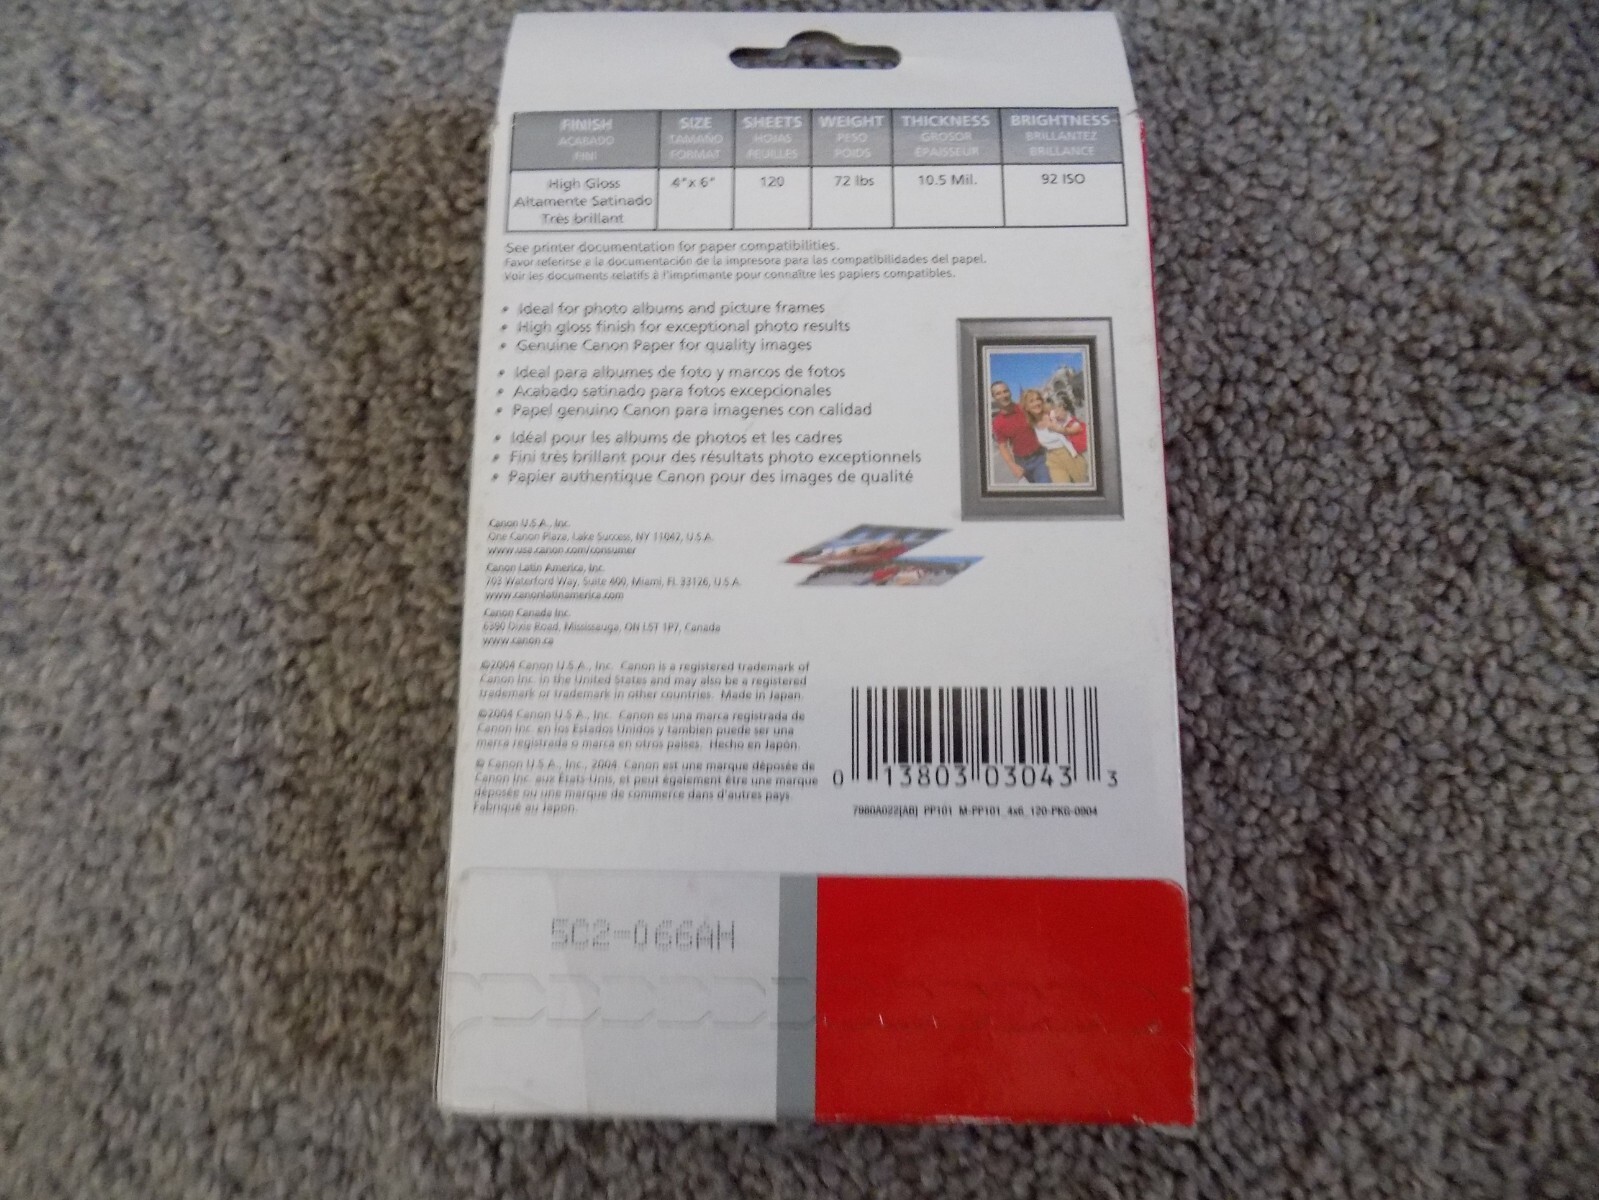 FINISH SIZE SHEETS WEIGHT THICKNESS BRIGHTNESS
ACABADO TAMAÑO HOJAS PESO GROSOR BRILLANTEZ
FINI FORMAT FEUILLES POIDS ÉPAISSEUR BRILLANCE
High Gloss 4"x 6" 120 72 lbs 10.5 Mil. 92 ISO
Altamente Satinado
Très brillant
See printer documentation for paper compatibilities.
Favor referirse a la documentación de la impresora para las compatibilidades del papel.
Voir les documents relatifs à l'imprimante pour connaître les papiers compatibles.
• Ideal for photo albums and picture frames
• High gloss finish for exceptional photo results
• Genuine Canon Paper for quality images
• Ideal para albumes de foto y marcos de fotos
• Acabado satinado para fotos excepcionales
• Papel genuino Canon para imagenes con calidad
• Idéal pour les albums de photos et les cadres
• Fini très brillant pour des résultats photo exceptionnels
• Papier authentique Canon pour des images de qualité
Canon U.S.A., Inc.
One Canon Plaza, Lake Success, NY 11042, U.S.A.
www.usa.canon.com/consumer
Canon Latin America, Inc.
703 Waterford Way, Suite 400, Miami, FL 33126, U.S.A.
www.canonlatinamerica.com
Canon Canada Inc.
6390 Dixie Road, Mississauga, ON L5T 1P7, Canada
www.canon.ca
©2004 Canon U.S.A., Inc. Canon is a registered trademark of
Canon Inc. in the United States and may also be a registered
trademark or trademark in other countries. Made in Japan.
©2004 Canon U.S.A., Inc. Canon es una marca registrada de
Canon Inc. en los Estados Unidos y tambien puede ser una
marca registrada o marca en otros países. Hecho en Japón.
© Canon U.S.A., Inc., 2004. Canon est une marque déposée de
Canon Inc. aux États-Unis, et peut également être une marque
déposée ou une marque de commerce dans d'autres pays.
Fabriqué au Japon.
0 13803 03043 3
7980A022[AB] PP101 M-PP101_4x6_120-PKG-0904
5C2-066AH